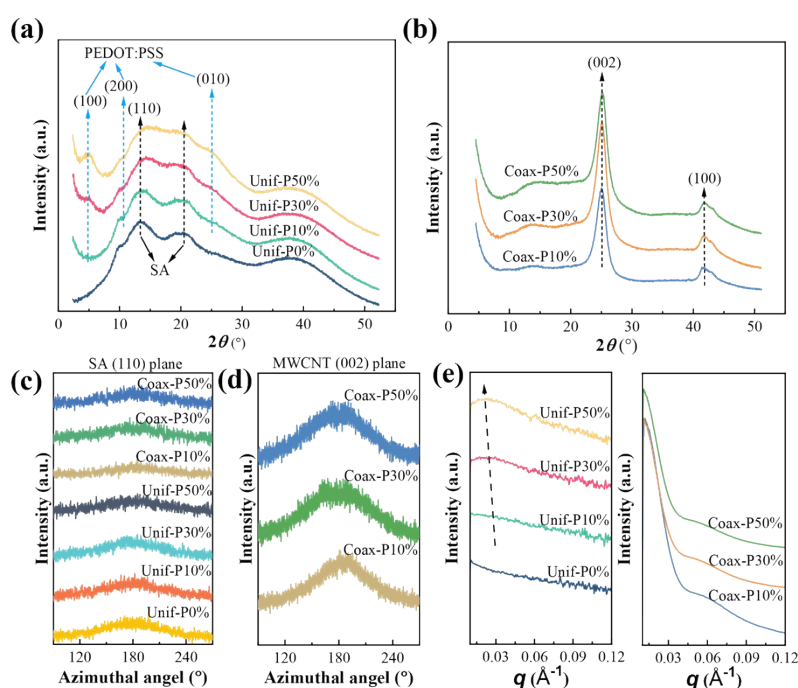 (a)
PEDOT:PSS
(100)
(200)
(110)
(010)
Unif-P50%
Unif-P30%
Unif-P10%
Unif-P0%
SA
Intensity (a.u.)
0 10 20 30 40 50
2θ (°)
(b)
(002)
(100)
Coax-P50%
Coax-P30%
Coax-P10%
Intensity (a.u.)
0 10 20 30 40 50
2θ (°)
(c)
SA (110) plane
Coax-P50%
Coax-P30%
Coax-P10%
Unif-P50%
Unif-P30%
Unif-P10%
Unif-P0%
Intensity (a.u.)
120 180 240
Azimuthal angel (°)
(d)
MWCNT (002) plane
Coax-P50%
Coax-P30%
Coax-P10%
Intensity (a.u.)
120 180 240
Azimuthal angel (°)
(e)
Unif-P50%
Unif-P30%
Unif-P10%
Unif-P0%
Intensity (a.u.)
0.03 0.06 0.09 0.12
q (Å-1)
Coax-P50%
Coax-P30%
Coax-P10%
Intensity (a.u.)
0.03 0.06 0.09 0.12
q (Å-1)